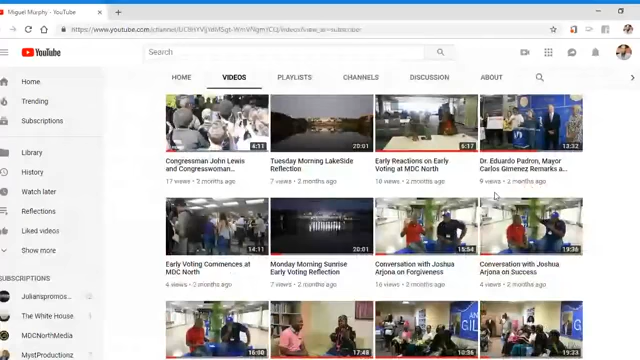 Miguel Murphy - YouTube
YouTube
Search
HOME
VIDEOS
PLAYLISTS
CHANNELS
DISCUSSION
ABOUT
Home
Trending
Subscriptions
Library
History
Watch later
Reflections
Liked videos
Show more
SUBSCRIPTIONS
Julianspromos...
The White House
MDCNorthMedia
MystProductionz
4:11
20:01
6:17
13:32
Congressman John Lewis
and Congresswoman...
17 views • 2 months ago
Tuesday Morning LakeSide
Reflection
7 views • 2 months ago
Early Reactions on Early
Voting at MDC North
18 views • 2 months ago
Dr. Eduardo Padron, Mayor
Carlos Gimenez Remarks a...
9 views • 2 months ago
14:11
20:01
15:54
19:36
Early Voting Commences at
MDC North
4 views • 2 months ago
Monday Morning Sunrise
Early Voting Reflection
7 views • 2 months ago
Conversation with Joshua
Arjona on Forgiveness
16 views • 2 months ago
Conversation with Joshua
Arjona on Success
4 views • 2 months ago
16:00
17:48
10:36
19:23